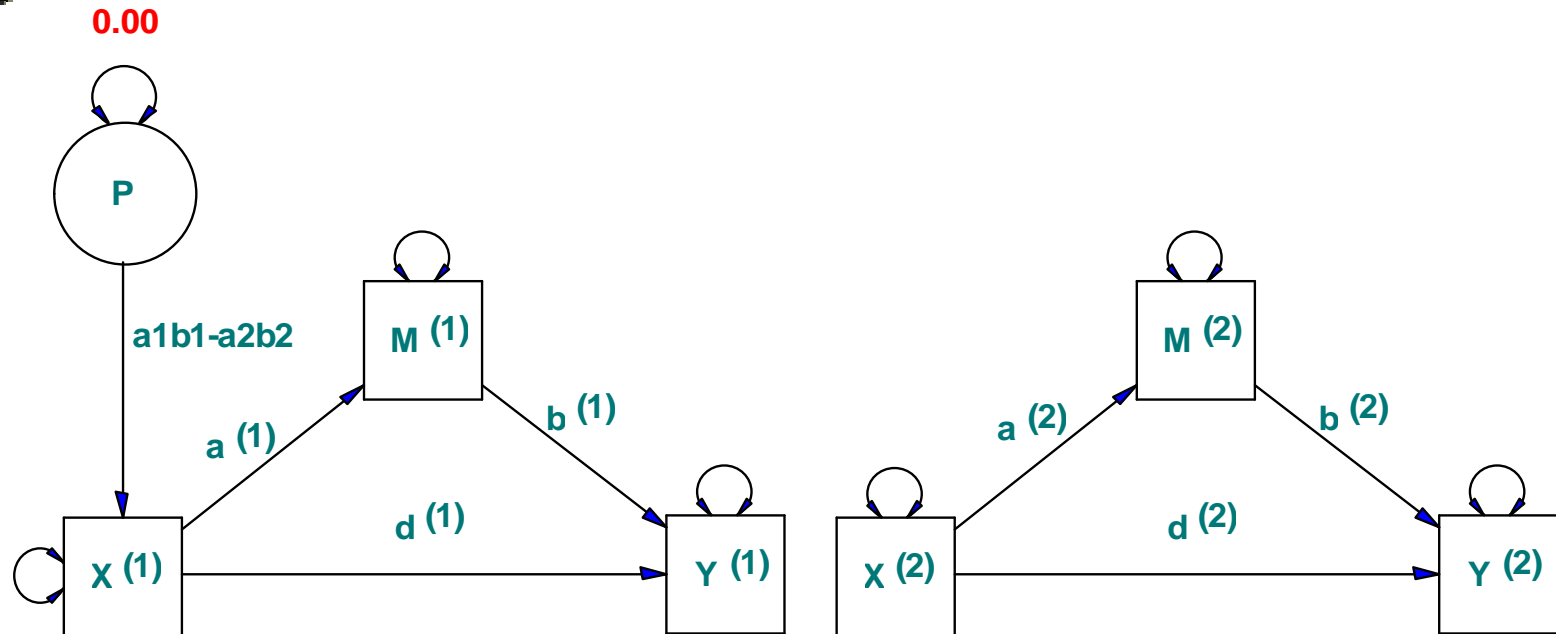 0.00
P
a1b1-a2b2
M (1)
a (1)
b (1)
d (1)
X (1)
Y (1)
M (2)
a (2)
b (2)
d (2)
X (2)
Y (2)